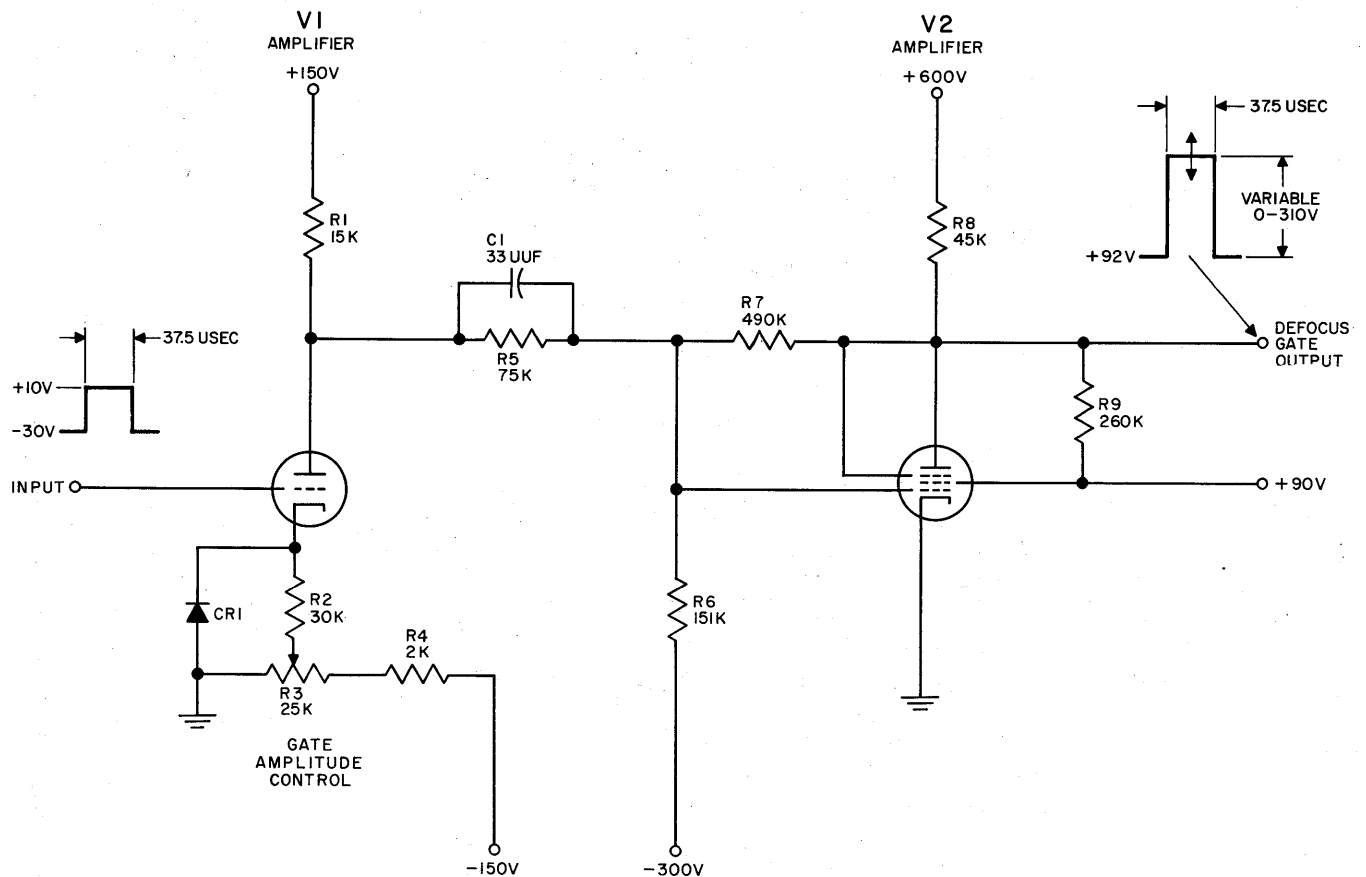 V1
AMPLIFIER
+150V
V2
AMPLIFIER
+600V
37.5 USEC
VARIABLE
0-310V
+92V
R1
15K
C1
33 UUF
R8
45K
R7
490K
DEFOCUS
GATE
OUTPUT
37.5 USEC
R5
75K
+10V
-30V
R9
260K
INPUT
+90V
CR1
R2
30K
R6
151K
R4
2K
R3
25K
GATE
AMPLITUDE
CONTROL
-150V
-300V